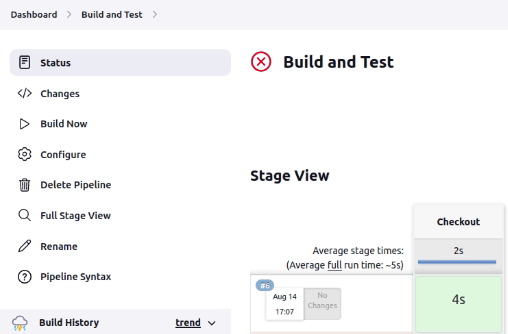 Dashboard > Build and Test >
Status
Changes
Build Now
Configure
Delete Pipeline
Full Stage View
Rename
Pipeline Syntax
Build History trend
Build and Test
Stage View
Checkout
Average stage times:
(Average full run time: ~5s)
2s
#6
Aug 14
17:07
No
Changes
4s